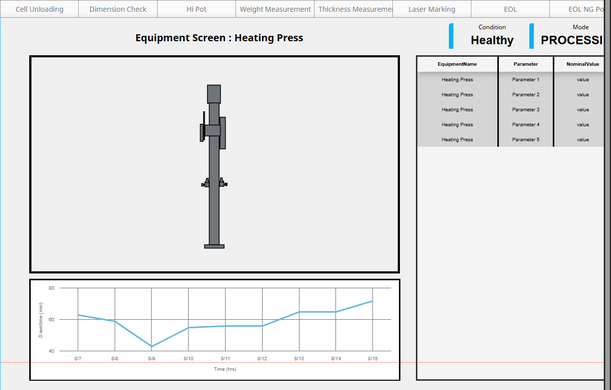 Cell Unloading Dimension Check Hi Pot Weight Measurement Thickness Measuremen Laser Marking EOL EOL NG Po
Equipment Screen : Heating Press
Condition Mode
Healthy PROCESSI
EquipmentName Parameter NominalValue
Heating Press Parameter 1 value
Heating Press Parameter 2 value
Heating Press Parameter 3 value
Heating Press Parameter 4 value
Heating Press Parameter 5 value
80
60
40
Downtime ( min)
8/7 8/8 8/9 8/10 8/11 8/12 8/13 8/14 8/15
Time (hrs)